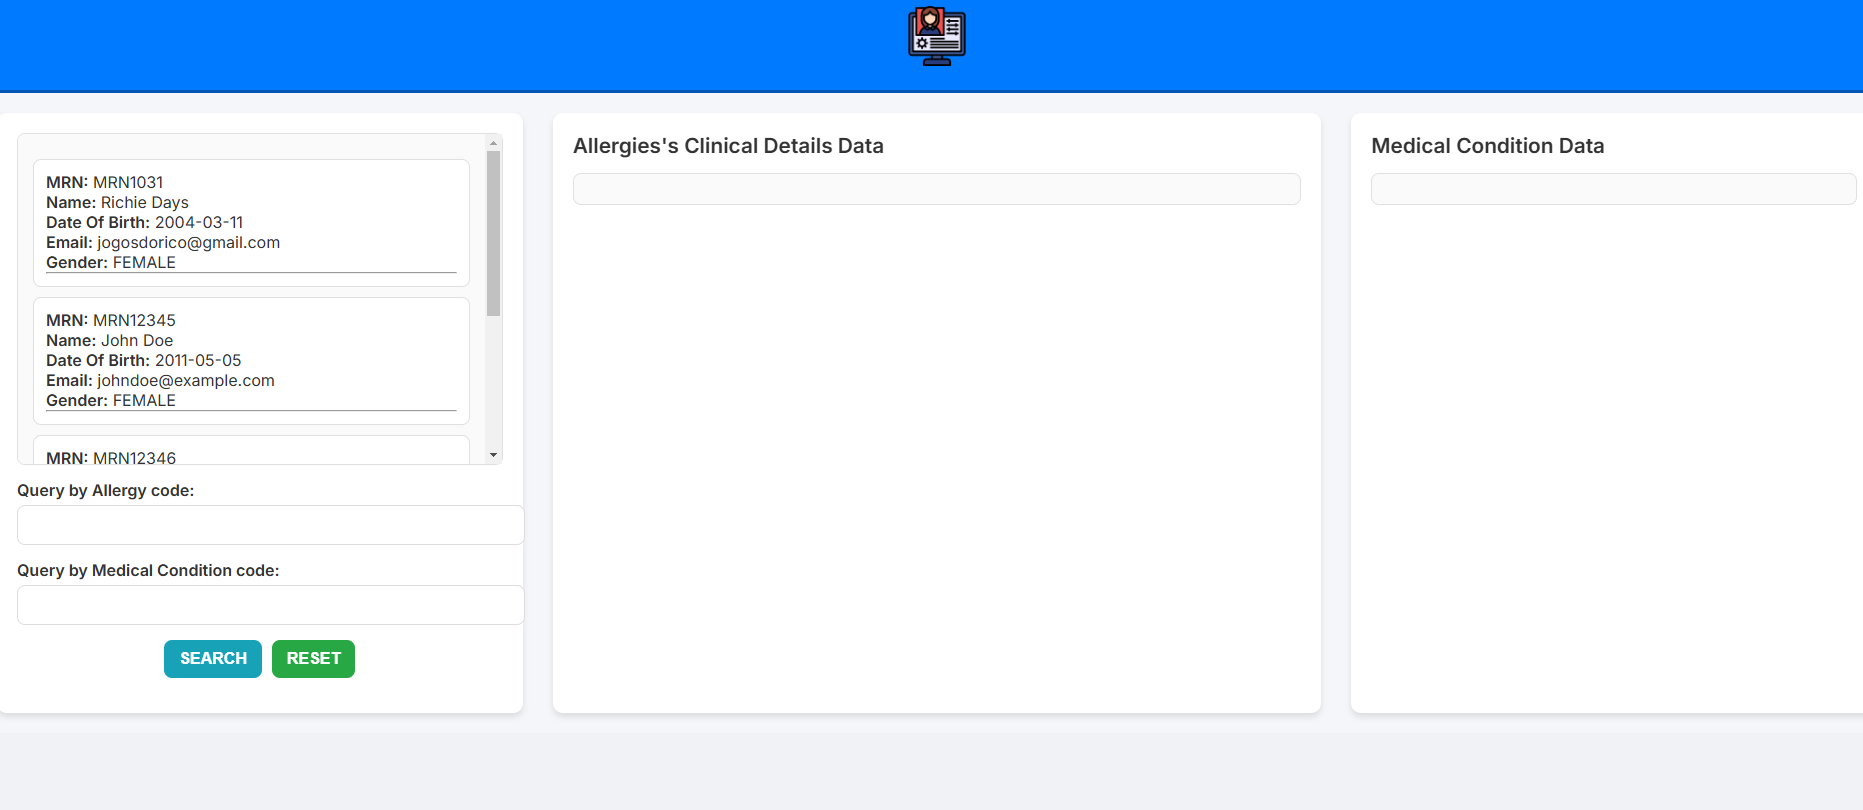 MRN: MRN1031
Name: Richie Days
Date Of Birth: 2004-03-11
Email: jogosdorico@gmail.com
Gender: FEMALE
MRN: MRN12345
Name: John Doe
Date Of Birth: 2011-05-05
Email: johndoe@example.com
Gender: FEMALE
MRN: MRN12346
Query by Allergy code:
Query by Medical Condition code:
SEARCH RESET
Allergies's Clinical Details Data
Medical Condition Data